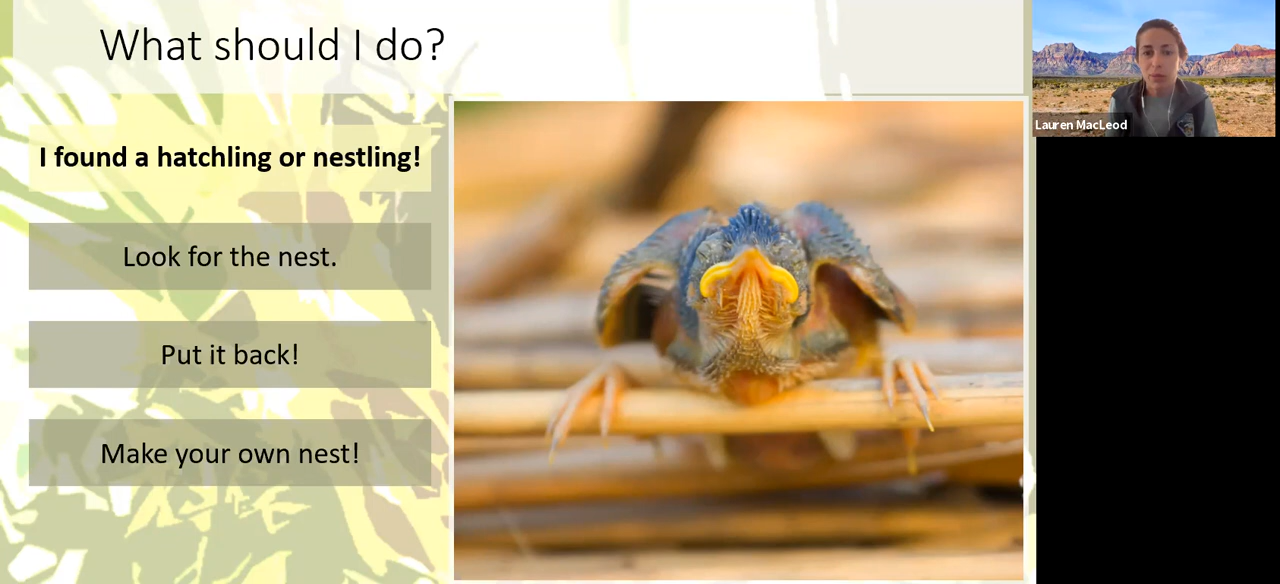 What should I do?
I found a hatchling or nestling!
Look for the nest.
Put it back!
Make your own nest!
Lauren MacLeod